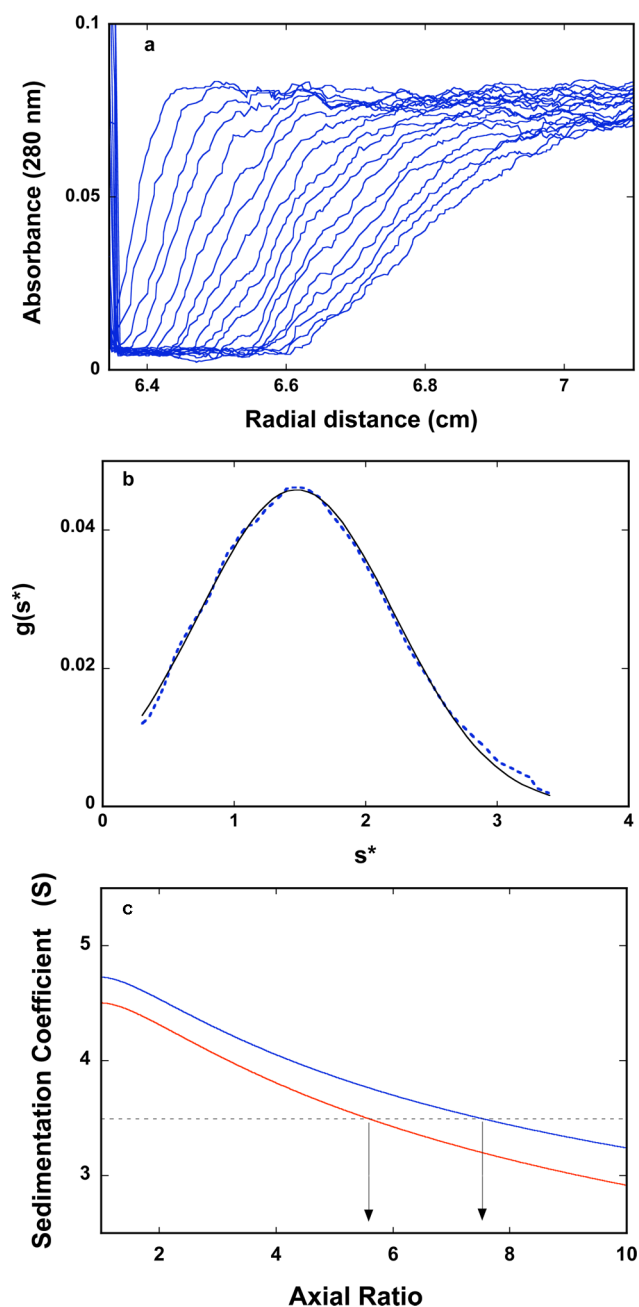 a
0.1
0.05
0
Absorbance (280 nm)
6.4 6.6 6.8 7
Radial distance (cm)
b
0.04
0.02
0
g(s*)
0 1 2 3 4
s*
c
5
4
3
Sedimentation Coefficient (S)
2 4 6 8 10
Axial Ratio